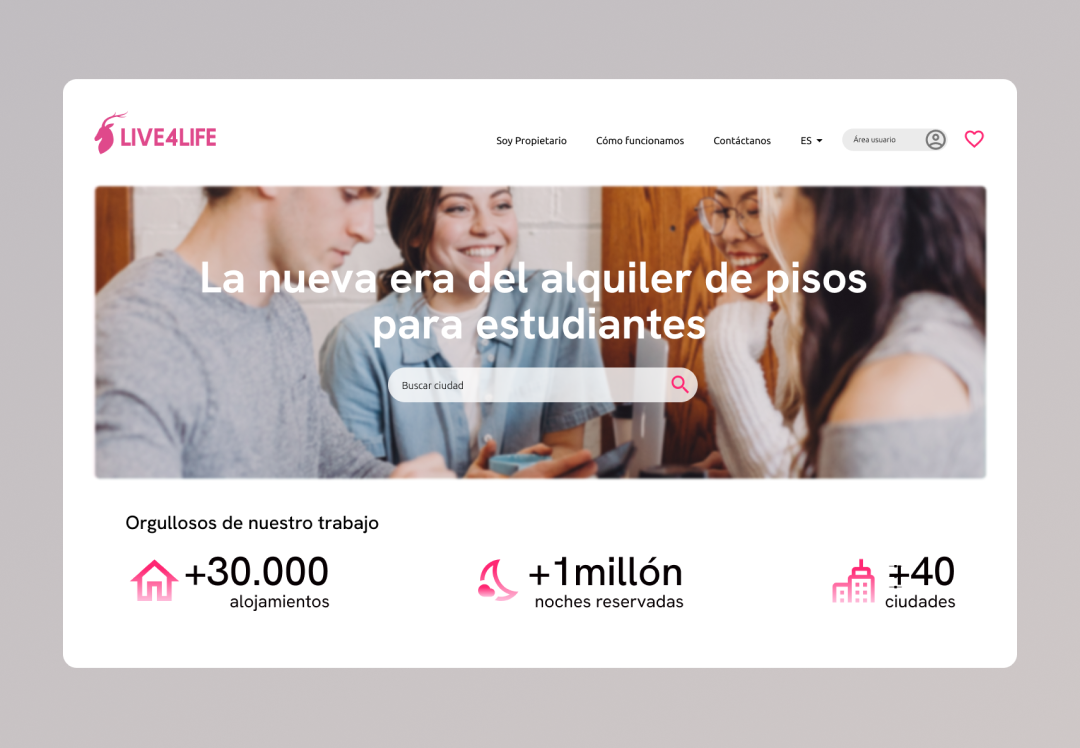 LIVE4LIFE
Soy Propietario
Cómo funcionamos
Contáctanos
ES
Área usuario
La nueva era del alquiler de pisos
para estudiantes
Buscar ciudad
Orgullosos de nuestro trabajo
+30.000
alojamientos
+1millón
noches reservadas
+40
ciudades